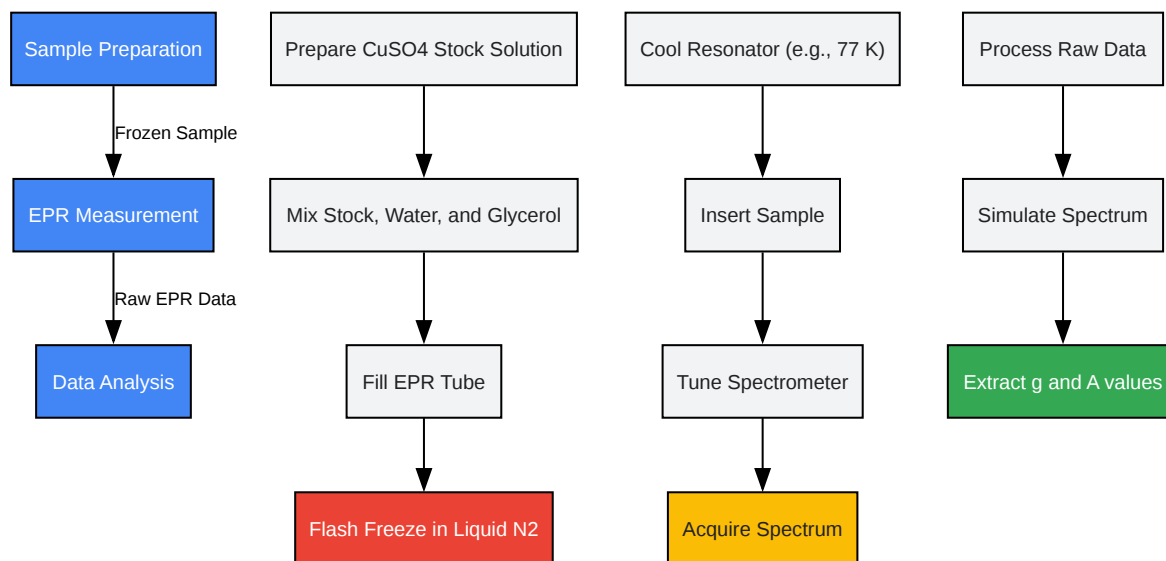 Sample Preparation
Frozen Sample
EPR Measurement
Raw EPR Data
Data Analysis
Prepare CuSO4 Stock Solution
Mix Stock, Water, and Glycerol
Fill EPR Tube
Flash Freeze in Liquid N2
Cool Resonator (e.g., 77 K)
Insert Sample
Tune Spectrometer
Acquire Spectrum
Process Raw Data
Simulate Spectrum
Extract g and A values